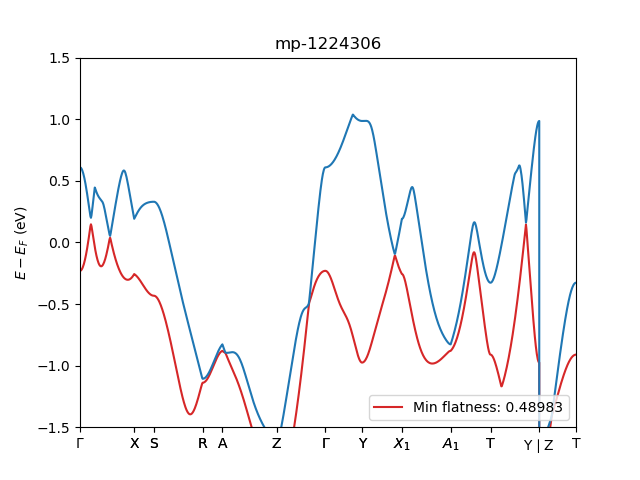 mp-1224306
E − E_F (eV)
1.5
1.0
0.5
0.0
−0.5
−1.0
−1.5
Min flatness: 0.48983
Γ X S R A Z Γ Y X₁ A₁ T Y | Z T